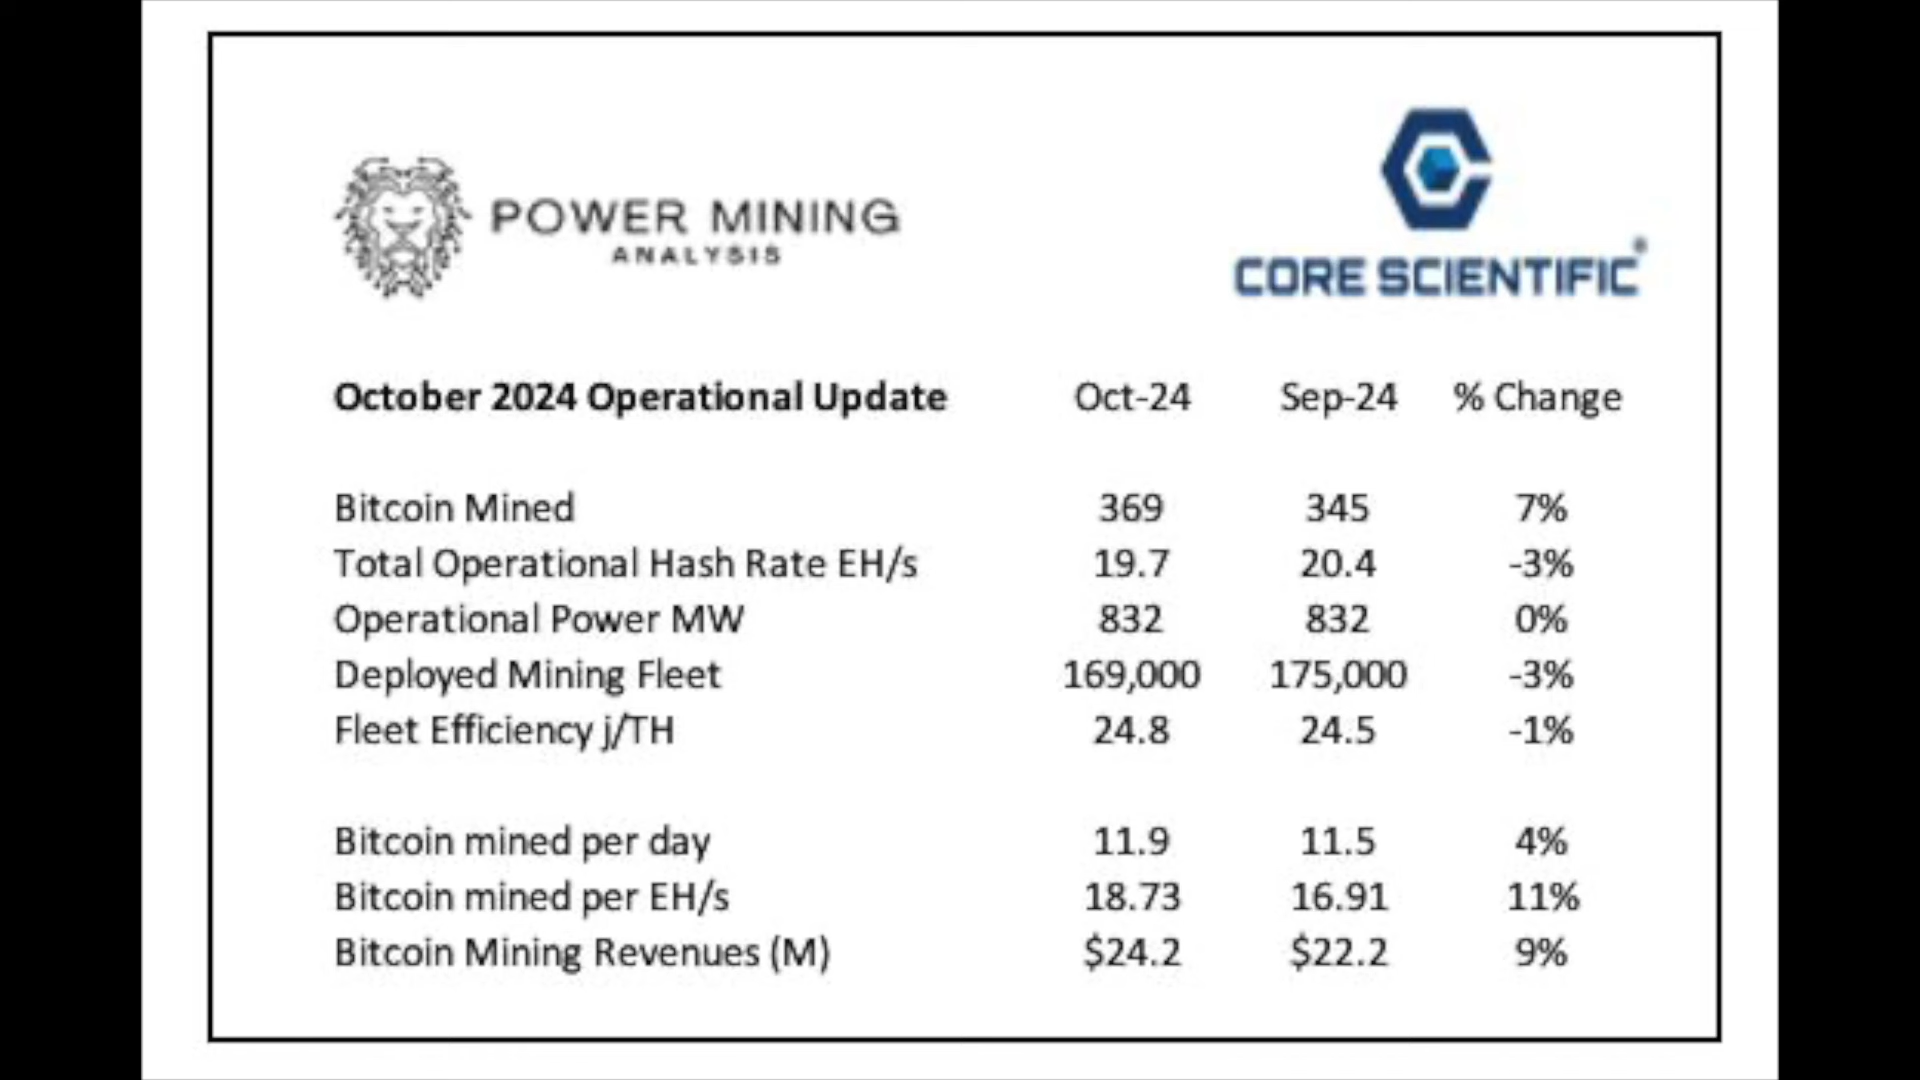 POWER MINING
ANALYSIS
CORE SCIENTIFIC®
October 2024 Operational Update Oct-24 Sep-24 % Change
Bitcoin Mined 369 345 7%
Total Operational Hash Rate EH/s 19.7 20.4 -3%
Operational Power MW 832 832 0%
Deployed Mining Fleet 169,000 175,000 -3%
Fleet Efficiency j/TH 24.8 24.5 -1%
Bitcoin mined per day 11.9 11.5 4%
Bitcoin mined per EH/s 18.73 16.91 11%
Bitcoin Mining Revenues (M) $24.2 $22.2 9%